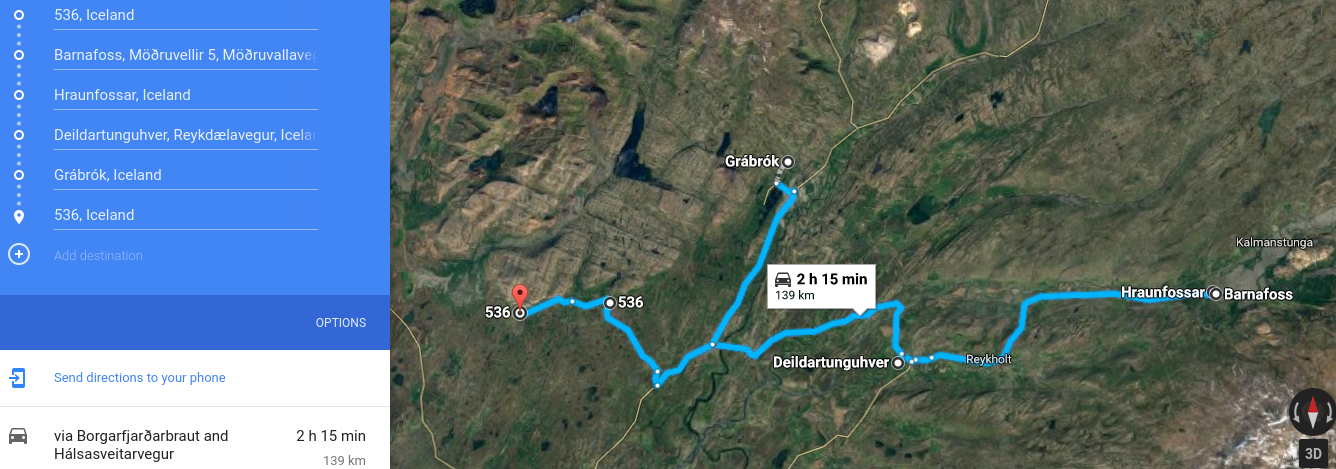 536, Iceland
Barnafoss, Möðruvellir 5, Möðruvallaveg
Hraunfossar, Iceland
Deildartunguhver, Reykdælavegur, Icelan
Grábrók, Iceland
536, Iceland
Add destination
OPTIONS
Send directions to your phone
via Borgarfjarðarbraut and
Hálsasveitarvegur
2 h 15 min
139 km
Grábrók
Kalmanstunga
2 h 15 min
139 km
Hraunfossar
Barnafoss
536
536
Deildartunguhver
Reykholt
3D